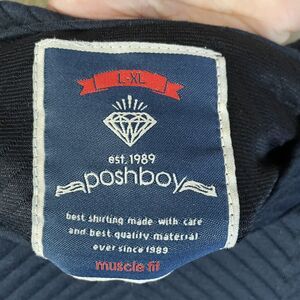 L-XL
est. 1989
poshboy
best shirting made with care
and best quality material
ever since 1989
muscle fit